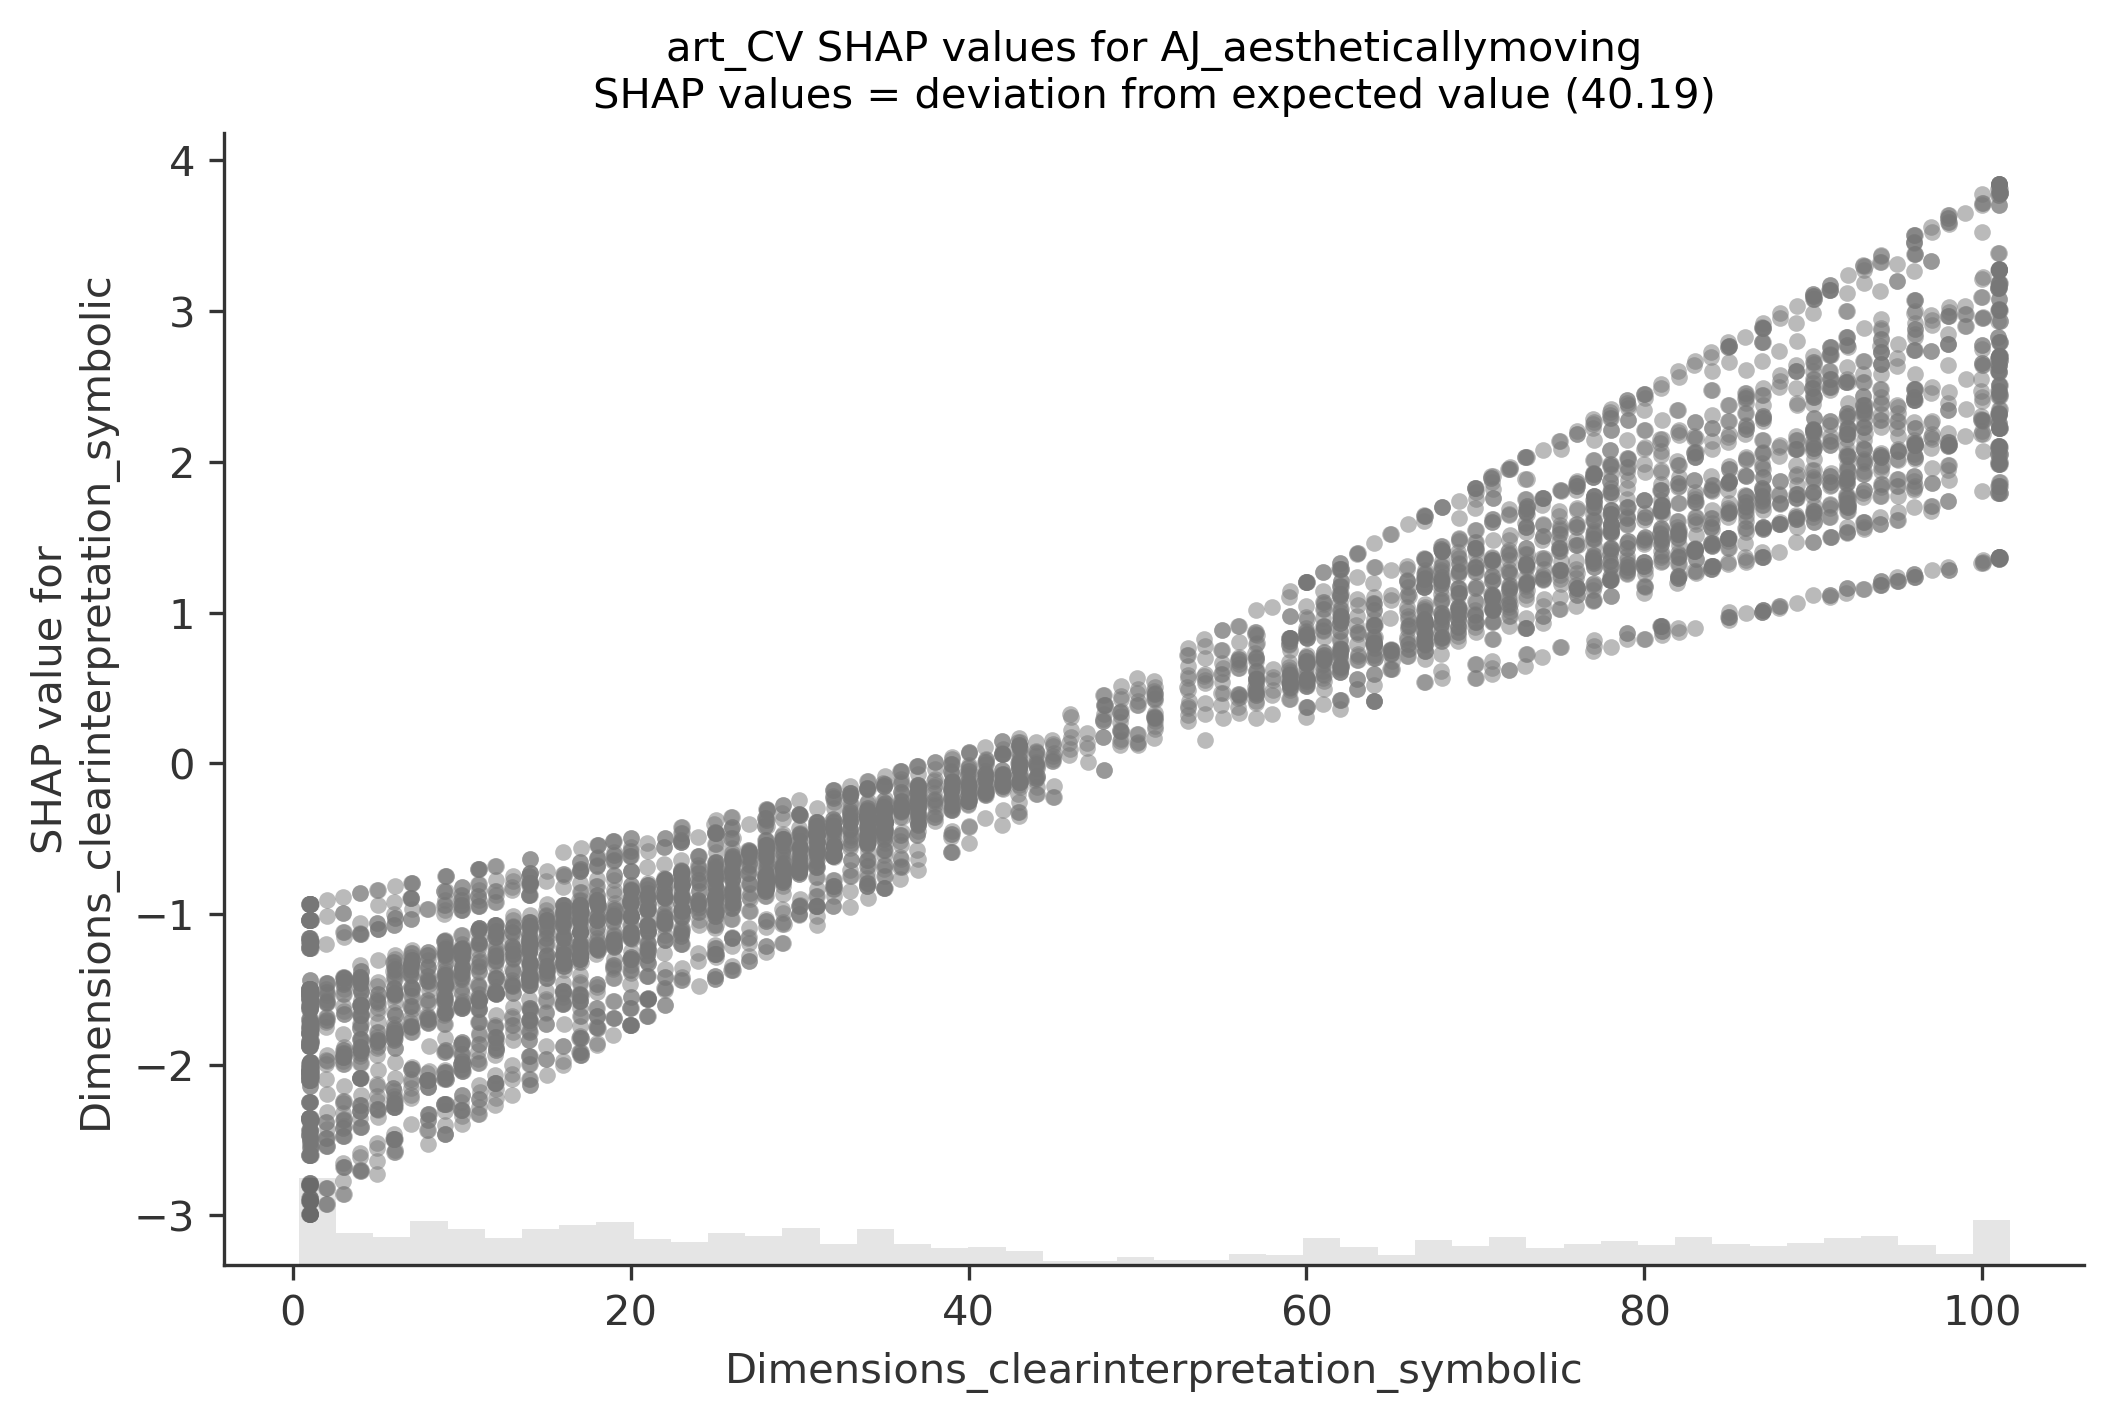 art_CV SHAP values for AJ_aestheticallymoving
SHAP values = deviation from expected value (40.19)
SHAP value for
Dimensions_clearinterpretation_symbolic
4
3
2
1
0
−1
−2
−3
0 20 40 60 80 100
Dimensions_clearinterpretation_symbolic